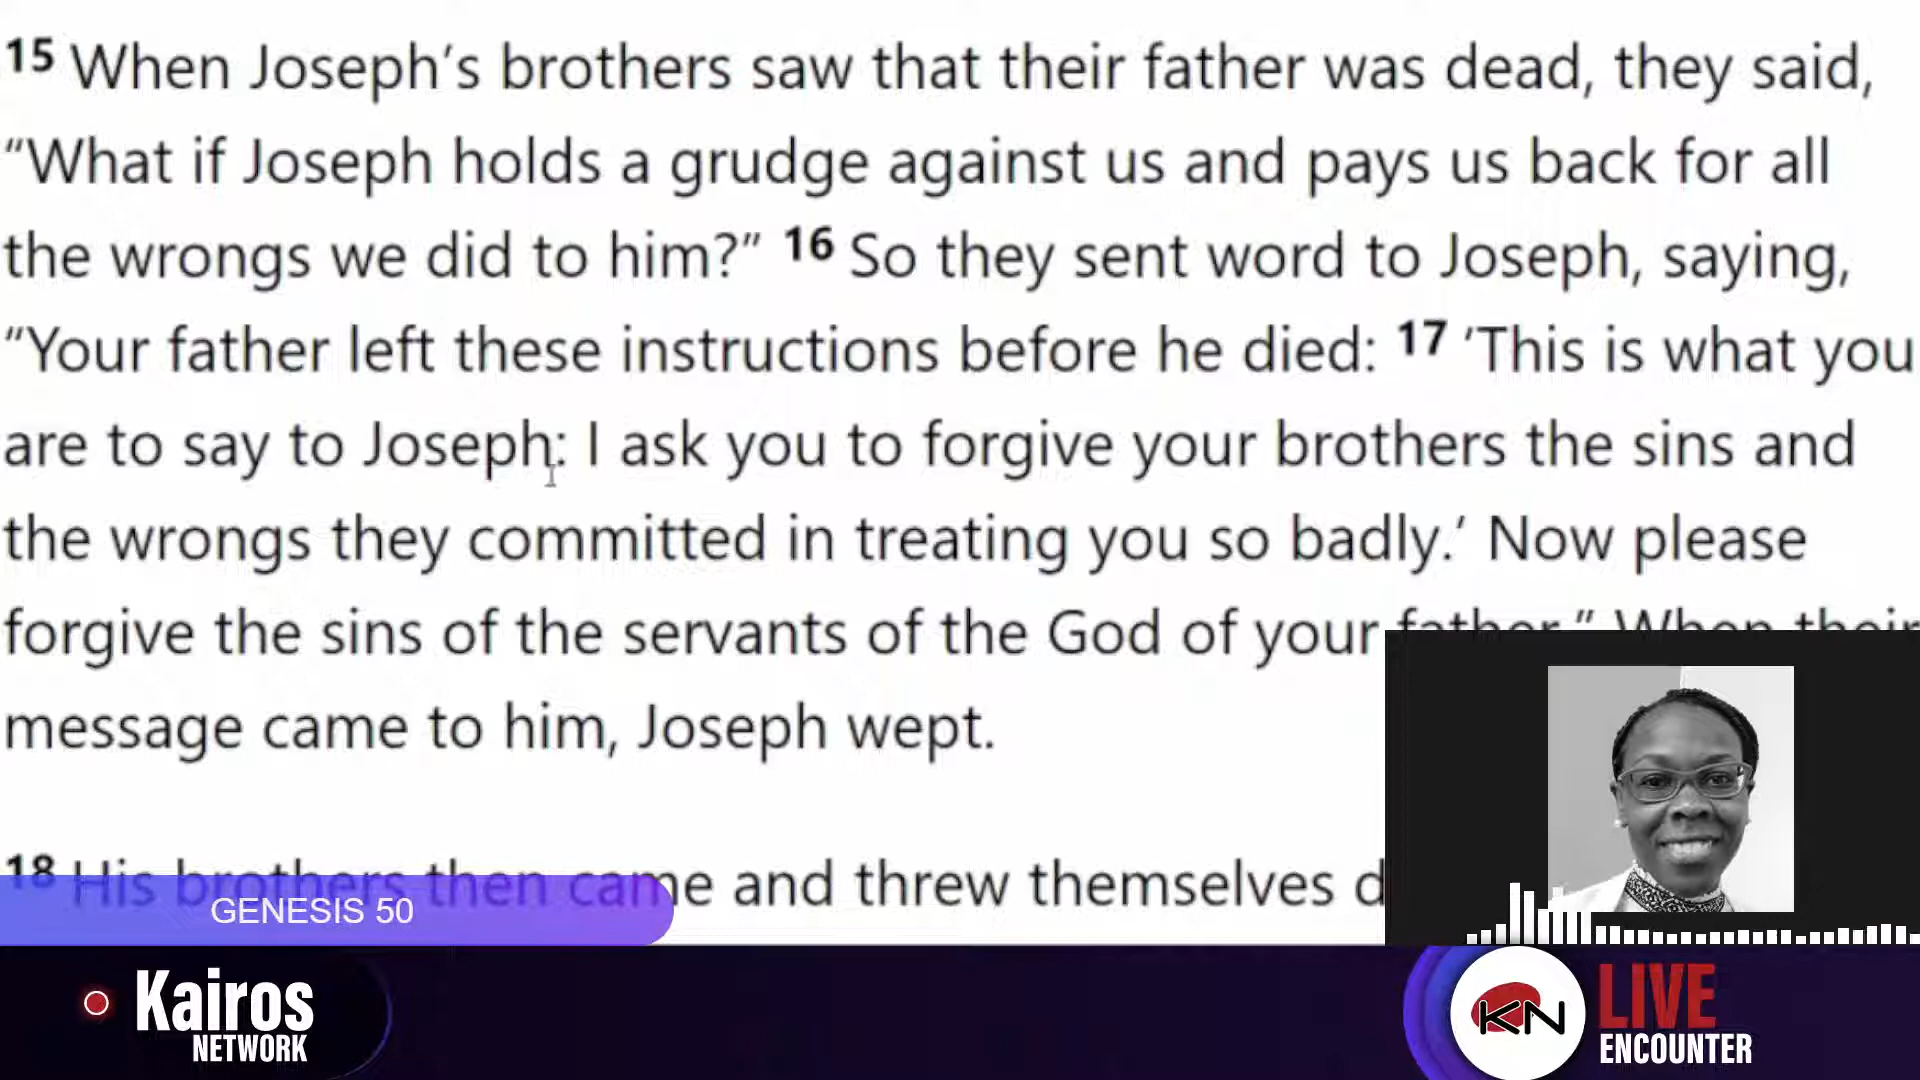 15 When Joseph’s brothers saw that their father was dead, they said,
“What if Joseph holds a grudge against us and pays us back for all
the wrongs we did to him?” 16 So they sent word to Joseph, saying,
“Your father left these instructions before he died: 17 ‘This is what you
are to say to Joseph: I ask you to forgive your brothers the sins and
the wrongs they committed in treating you so badly.’ Now please
forgive the sins of the servants of the God of your father.” When their
message came to him, Joseph wept.
18 His brothers then came and threw themselves d
GENESIS 50
Kairos
NETWORK
KN
LIVE
ENCOUNTER